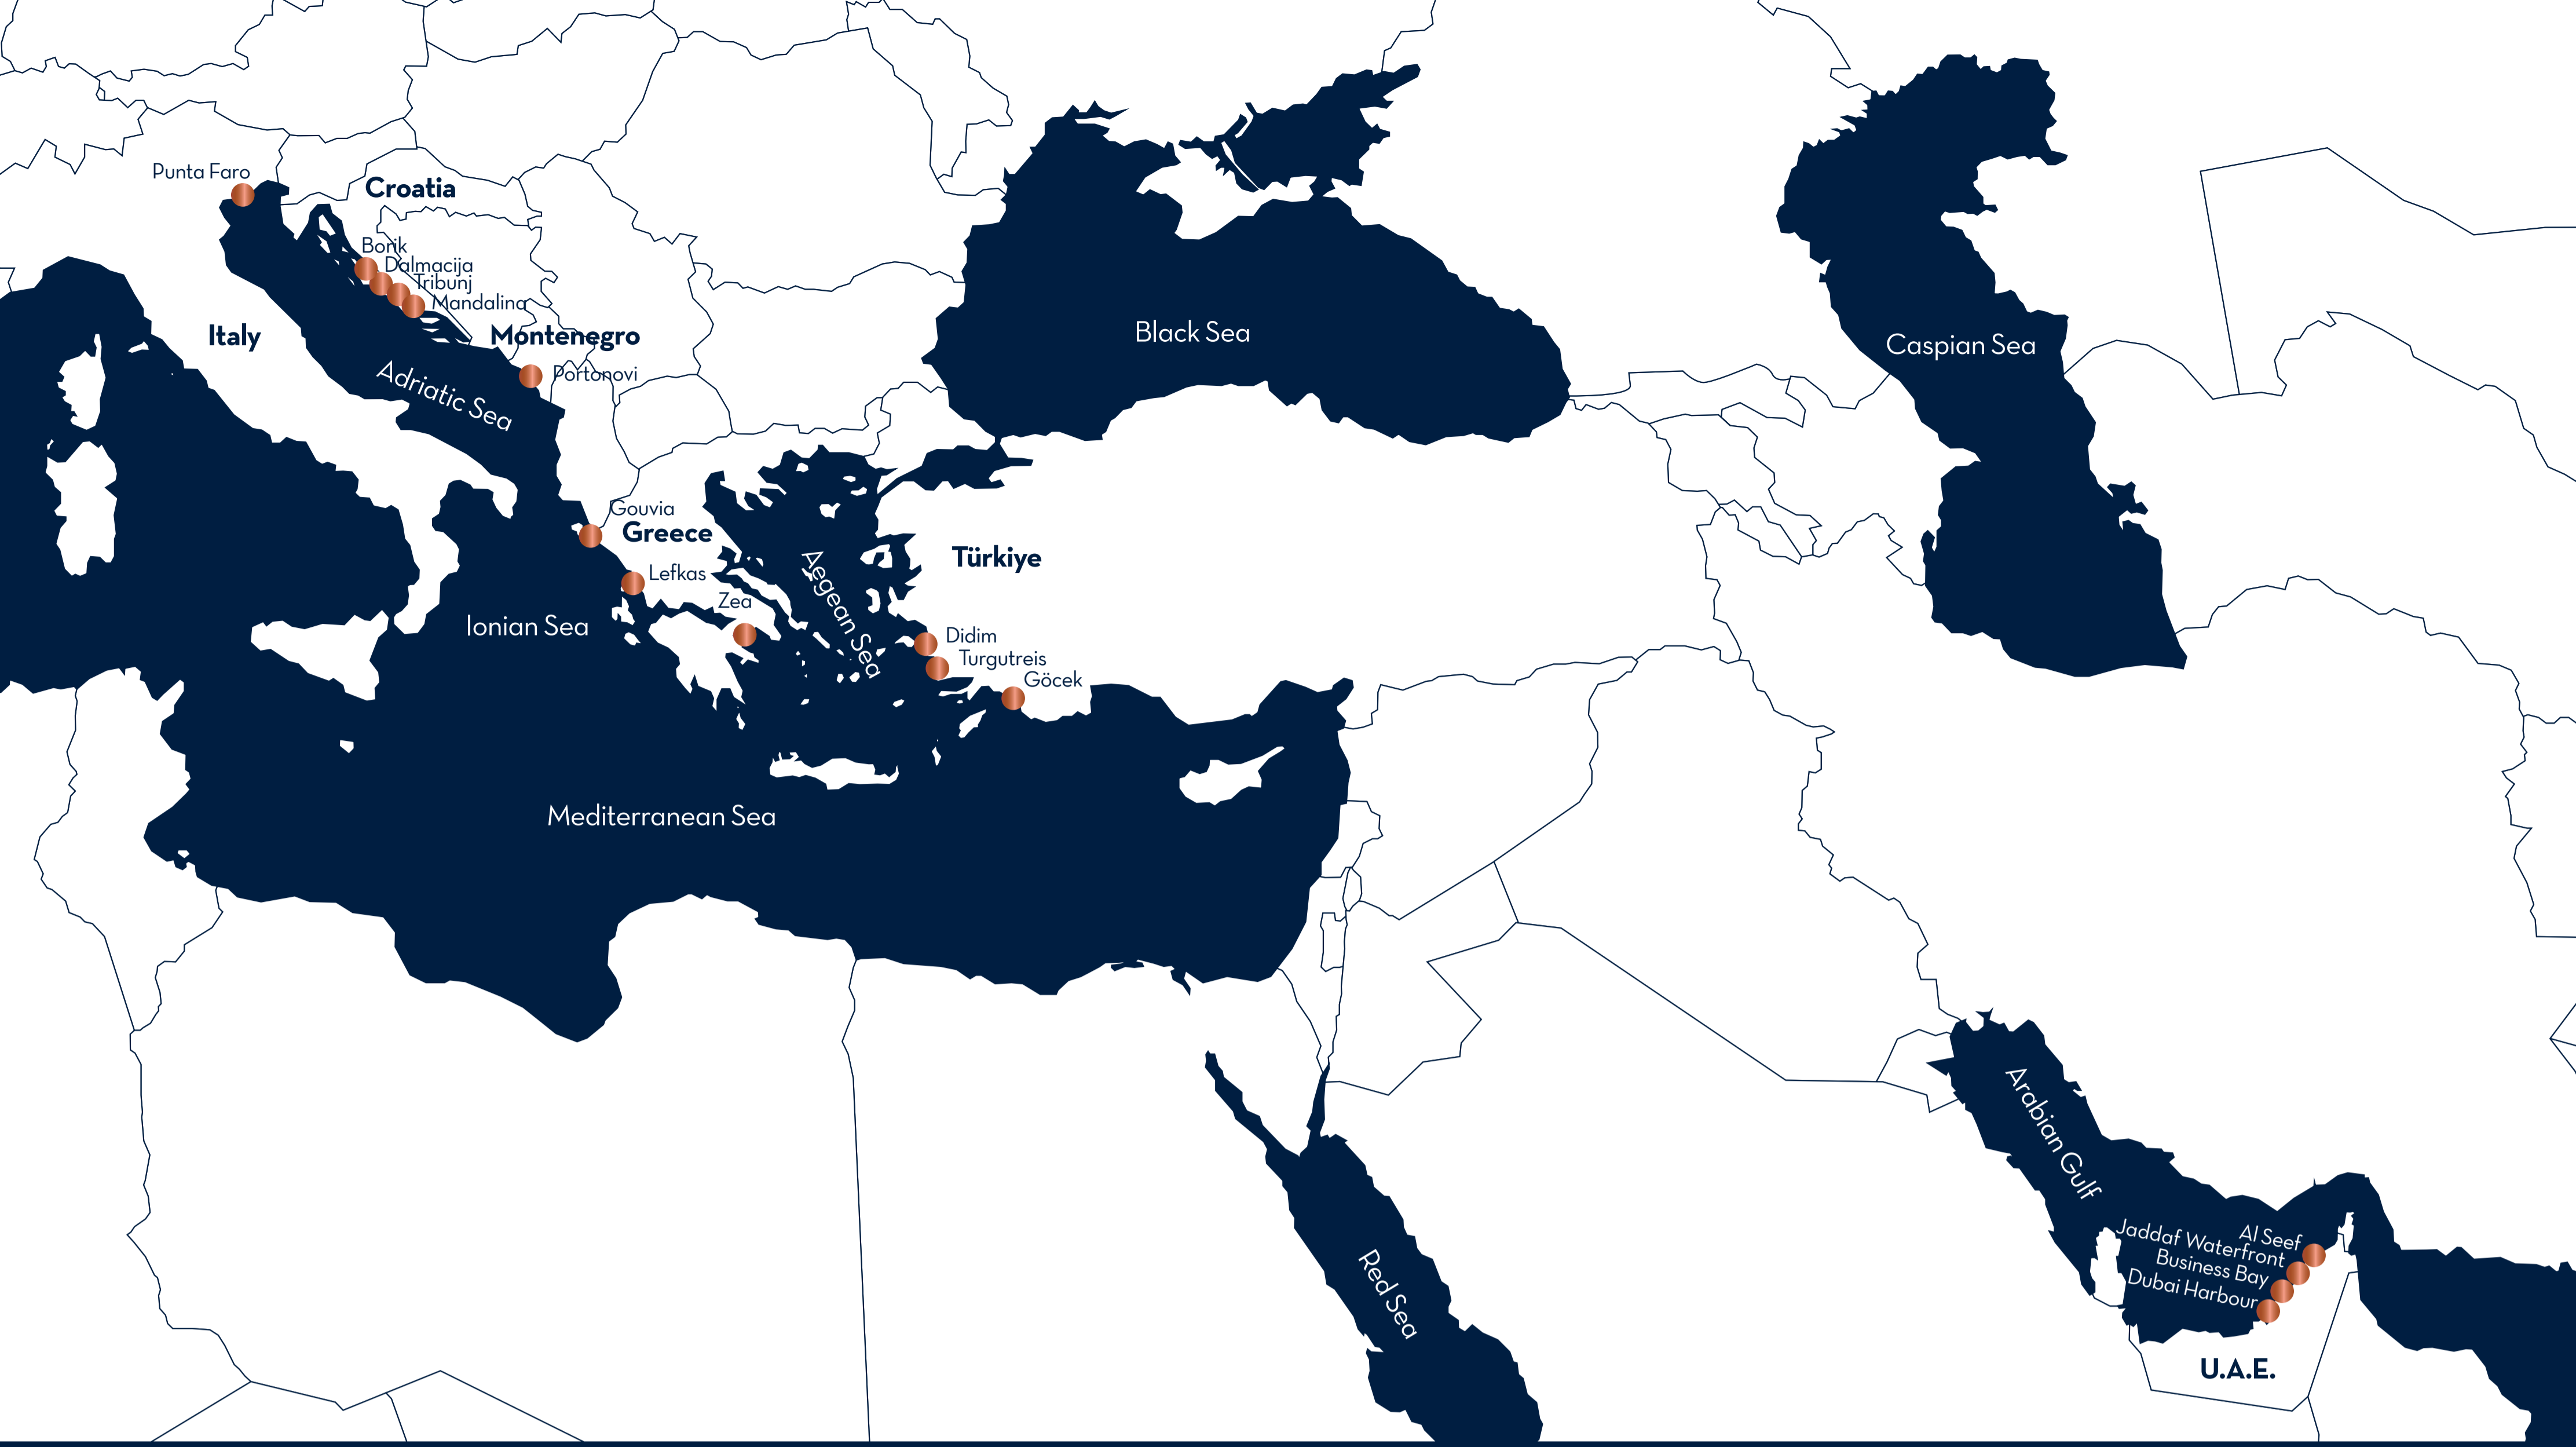 Punta Faro
Croatia
Borik
Dalmacija
Tribunj
Mandalina
Italy
Montenegro
Portonovi
Adriatic Sea
Black Sea
Caspian Sea
Gouvia
Greece
Lefkas
Zea
Ionian Sea
Aegean Sea
Türkiye
Didim
Turgutreis
Göcek
Mediterranean Sea
Arabian Gulf
Red Sea
Al Seef
Jaddaf Waterfront
Business Bay
Dubai Harbour
U.A.E.